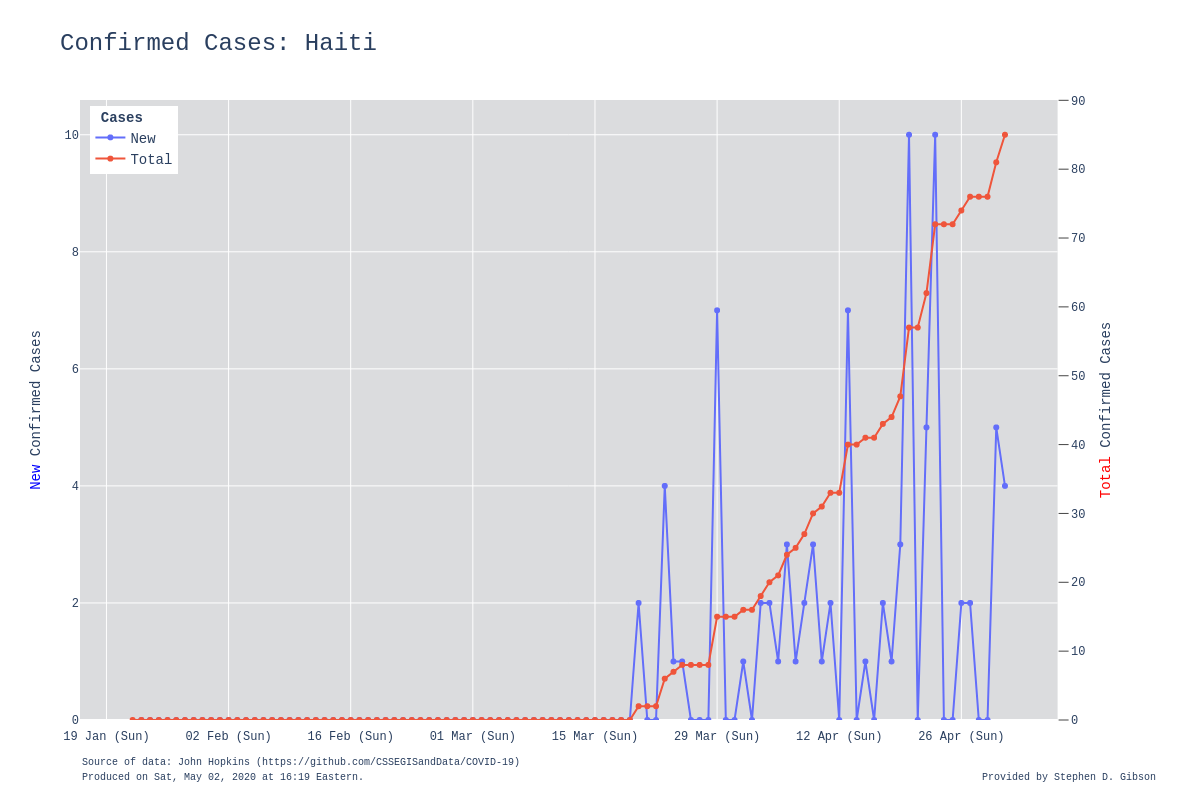 Confirmed Cases: Haiti
Cases
New
Total
10
8
6
4
2
0
New Confirmed Cases
90
80
70
60
50
40
30
20
10
0
Total Confirmed Cases
19 Jan (Sun)
02 Feb (Sun)
16 Feb (Sun)
01 Mar (Sun)
15 Mar (Sun)
29 Mar (Sun)
12 Apr (Sun)
26 Apr (Sun)
Source of data: John Hopkins (https://github.com/CSSEGISandData/COVID-19)
Produced on Sat, May 02, 2020 at 16:19 Eastern.
Provided by Stephen D. Gibson